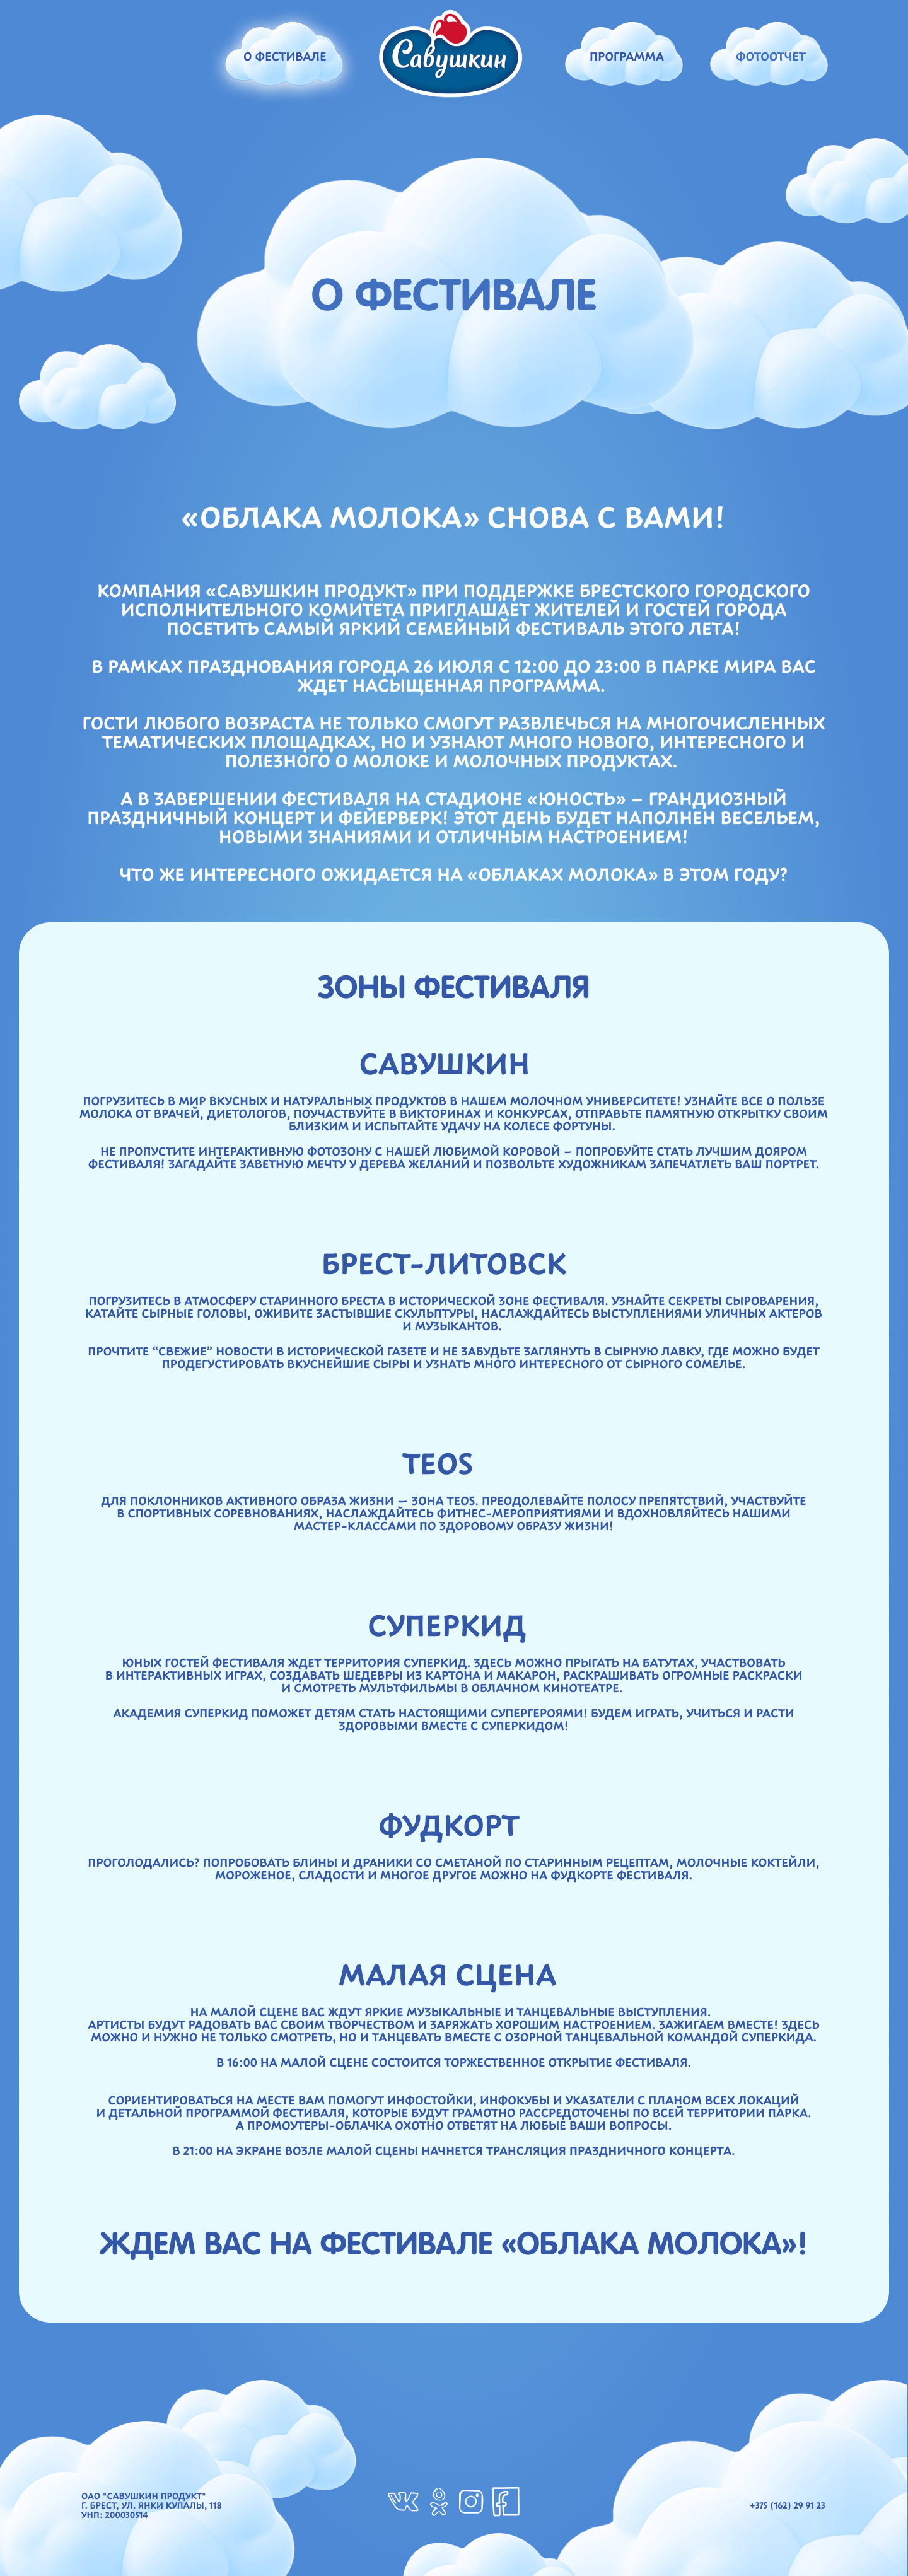 О ФЕСТИВАЛЕ
Савушкин
ПРОГРАММА
ФОТООТЧЕТ
О ФЕСТИВАЛЕ
«ОБЛАКА МОЛОКА» СНОВА С ВАМИ!
КОМПАНИЯ «САВУШКИН ПРОДУКТ» ПРИ ПОДДЕРЖКЕ БРЕСТСКОГО ГОРОДСКОГО
ИСПОЛНИТЕЛЬНОГО КОМИТЕТА ПРИГЛАШАЕТ ЖИТЕЛЕЙ И ГОСТЕЙ ГОРОДА
ПОСЕТИТЬ САМЫЙ ЯРКИЙ СЕМЕЙНЫЙ ФЕСТИВАЛЬ ЭТОГО ЛЕТА!
В РАМКАХ ПРАЗДНОВАНИЯ ГОРОДА 26 ИЮЛЯ С 12:00 ДО 23:00 В ПАРКЕ МИРА ВАС
ЖДЕТ НАСЫЩЕННАЯ ПРОГРАММА.
ГОСТИ ЛЮБОГО ВОЗРАСТА НЕ ТОЛЬКО СМОГУТ РАЗВЛЕЧЬСЯ НА МНОГОЧИСЛЕННЫХ
ТЕМАТИЧЕСКИХ ПЛОЩАДКАХ, НО И УЗНАЮТ МНОГО НОВОГО, ИНТЕРЕСНОГО И
ПОЛЕЗНОГО О МОЛОКЕ И МОЛОЧНЫХ ПРОДУКТАХ.
А В ЗАВЕРШЕНИИ ФЕСТИВАЛЯ НА СТАДИОНЕ «ЮНОСТЬ» – ГРАНДИОЗНЫЙ
ПРАЗДНИЧНЫЙ КОНЦЕРТ И ФЕЙЕРВЕРК! ЭТОТ ДЕНЬ БУДЕТ НАПОЛНЕН ВЕСЕЛЬЕМ,
НОВЫМИ ЗНАНИЯМИ И ОТЛИЧНЫМ НАСТРОЕНИЕМ!
ЧТО ЖЕ ИНТЕРЕСНОГО ОЖИДАЕТСЯ НА «ОБЛАКАХ МОЛОКА» В ЭТОМ ГОДУ?
ЗОНЫ ФЕСТИВАЛЯ
САВУШКИН
ПОГРУЗИТЕСЬ В МИР ВКУСНЫХ И НАТУРАЛЬНЫХ ПРОДУКТОВ В НАШЕМ МОЛОЧНОМ УНИВЕРСИТЕТЕ! УЗНАЙТЕ ВСЕ О ПОЛЬЗЕ
МОЛОКА ОТ ВРАЧЕЙ, ДИЕТОЛОГОВ, ПОУЧАСТВУЙТЕ В ВИКТОРИНАХ И КОНКУРСАХ, ОТПРАВЬТЕ ПАМЯТНУЮ ОТКРЫТКУ СВОИМ
БЛИЗКИМ И ИСПЫТАЙТЕ УДАЧУ НА КОЛЕСЕ ФОРТУНЫ.
НЕ ПРОПУСТИТЕ ИНТЕРАКТИВНУЮ ФОТОЗОНУ С НАШЕЙ ЛЮБИМОЙ КОРОВОЙ – ПОПРОБУЙТЕ СТАТЬ ЛУЧШИМ ДОЯРОМ
ФЕСТИВАЛЯ! ЗАГАДАЙТЕ ЗАВЕТНУЮ МЕЧТУ У ДЕРЕВА ЖЕЛАНИЙ И ПОЗВОЛЬТЕ ХУДОЖНИКАМ ЗАПЕЧАТЛЕТЬ ВАШ ПОРТРЕТ.
БРЕСТ-ЛИТОВСК
ПОГРУЗИТЕСЬ В АТМОСФЕРУ СТАРИННОГО БРЕСТА В ИСТОРИЧЕСКОЙ ЗОНЕ ФЕСТИВАЛЯ. УЗНАЙТЕ СЕКРЕТЫ СЫРОВАРЕНИЯ,
КАТАЙТЕ СЫРНЫЕ ГОЛОВЫ, ОЖИВИТЕ ЗАСТЫВШИЕ СКУЛЬПТУРЫ, НАСЛАЖДАЙТЕСЬ ВЫСТУПЛЕНИЯМИ УЛИЧНЫХ АКТЕРОВ
И МУЗЫКАНТОВ.
ПРОЧТИТЕ “СВЕЖИЕ” НОВОСТИ В ИСТОРИЧЕСКОЙ ГАЗЕТЕ И НЕ ЗАБУДЬТЕ ЗАГЛЯНУТЬ В СЫРНУЮ ЛАВКУ, ГДЕ МОЖНО БУДЕТ
ПРОДЕГУСТИРОВАТЬ ВКУСНЕЙШИЕ СЫРЫ И УЗНАТЬ МНОГО ИНТЕРЕСНОГО ОТ СЫРНОГО СОМЕЛЬЕ.
TEOS
ДЛЯ ПОКЛОННИКОВ АКТИВНОГО ОБРАЗА ЖИЗНИ — ЗОНА TEOS. ПРЕОДОЛЕВАЙТЕ ПОЛОСУ ПРЕПЯТСТВИЙ, УЧАСТВУЙТЕ
В СПОРТИВНЫХ СОРЕВНОВАНИЯХ, НАСЛАЖДАЙТЕСЬ ФИТНЕС-МЕРОПРИЯТИЯМИ И ВДОХНОВЛЯЙТЕСЬ НАШИМИ
МАСТЕР-КЛАССАМИ ПО ЗДОРОВОМУ ОБРАЗУ ЖИЗНИ!
СУПЕРКИД
ЮНЫХ ГОСТЕЙ ФЕСТИВАЛЯ ЖДЕТ ТЕРРИТОРИЯ СУПЕРКИД. ЗДЕСЬ МОЖНО ПРЫГАТЬ НА БАТУТАХ, УЧАСТВОВАТЬ
В ИНТЕРАКТИВНЫХ ИГРАХ, СОЗДАВАТЬ ШЕДЕВРЫ ИЗ КАРТОНА И МАКАРОН, РАСКРАШИВАТЬ ОГРОМНЫЕ РАСКРАСКИ
И СМОТРЕТЬ МУЛЬТФИЛЬМЫ В ОБЛАЧНОМ КИНОТЕАТРЕ.
АКАДЕМИЯ СУПЕРКИД ПОМОЖЕТ ДЕТЯМ СТАТЬ НАСТОЯЩИМИ СУПЕРГЕРОЯМИ! БУДЕМ ИГРАТЬ, УЧИТЬСЯ И РАСТИ
ЗДОРОВЫМИ ВМЕСТЕ С СУПЕРКИДОМ!
ФУДКОРТ
ПРОГОЛОДАЛИСЬ? ПОПРОБОВАТЬ БЛИНЫ И ДРАНИКИ СО СМЕТАНОЙ ПО СТАРИННЫМ РЕЦЕПТАМ, МОЛОЧНЫЕ КОКТЕЙЛИ,
МОРОЖЕНОЕ, СЛАДОСТИ И МНОГОЕ ДРУГОЕ МОЖНО НА ФУДКОРТЕ ФЕСТИВАЛЯ.
МАЛАЯ СЦЕНА
НА МАЛОЙ СЦЕНЕ ВАС ЖДУТ ЯРКИЕ МУЗЫКАЛЬНЫЕ И ТАНЦЕВАЛЬНЫЕ ВЫСТУПЛЕНИЯ.
АРТИСТЫ БУДУТ РАДОВАТЬ ВАС СВОИМ ТВОРЧЕСТВОМ И ЗАРЯЖАТЬ ХОРОШИМ НАСТРОЕНИЕМ. ЗАЖИГАЕМ ВМЕСТЕ! ЗДЕСЬ
МОЖНО И НУЖНО НЕ ТОЛЬКО СМОТРЕТЬ, НО И ТАНЦЕВАТЬ ВМЕСТЕ С ОЗОРНОЙ ТАНЦЕВАЛЬНОЙ КОМАНДОЙ СУПЕРКИДА.
В 16:00 НА МАЛОЙ СЦЕНЕ СОСТОИТСЯ ТОРЖЕСТВЕННОЕ ОТКРЫТИЕ ФЕСТИВАЛЯ.
СОРИЕНТИРОВАТЬСЯ НА МЕСТЕ ВАМ ПОМОГУТ ИНФОСТОЙКИ, ИНФОКУБЫ И УКАЗАТЕЛИ С ПЛАНОМ ВСЕХ ЛОКАЦИЙ
И ДЕТАЛЬНОЙ ПРОГРАММОЙ ФЕСТИВАЛЯ, КОТОРЫЕ БУДУТ ГРАМОТНО РАССРЕДОТОЧЕНЫ ПО ВСЕЙ ТЕРРИТОРИИ ПАРКА.
А ПРОМОУТЕРЫ-ОБЛАЧКА ОХОТНО ОТВЕТЯТ НА ЛЮБЫЕ ВАШИ ВОПРОСЫ.
В 21:00 НА ЭКРАНЕ ВОЗЛЕ МАЛОЙ СЦЕНЫ НАЧНЕТСЯ ТРАНСЛЯЦИЯ ПРАЗДНИЧНОГО КОНЦЕРТА.
ЖДЕМ ВАС НА ФЕСТИВАЛЕ «ОБЛАКА МОЛОКА»!
ОАО "САВУШКИН ПРОДУКТ"
Г. БРЕСТ, УЛ. ЯНКИ КУПАЛЫ, 118
УНП: 200030514
+375 (162) 29 91 23